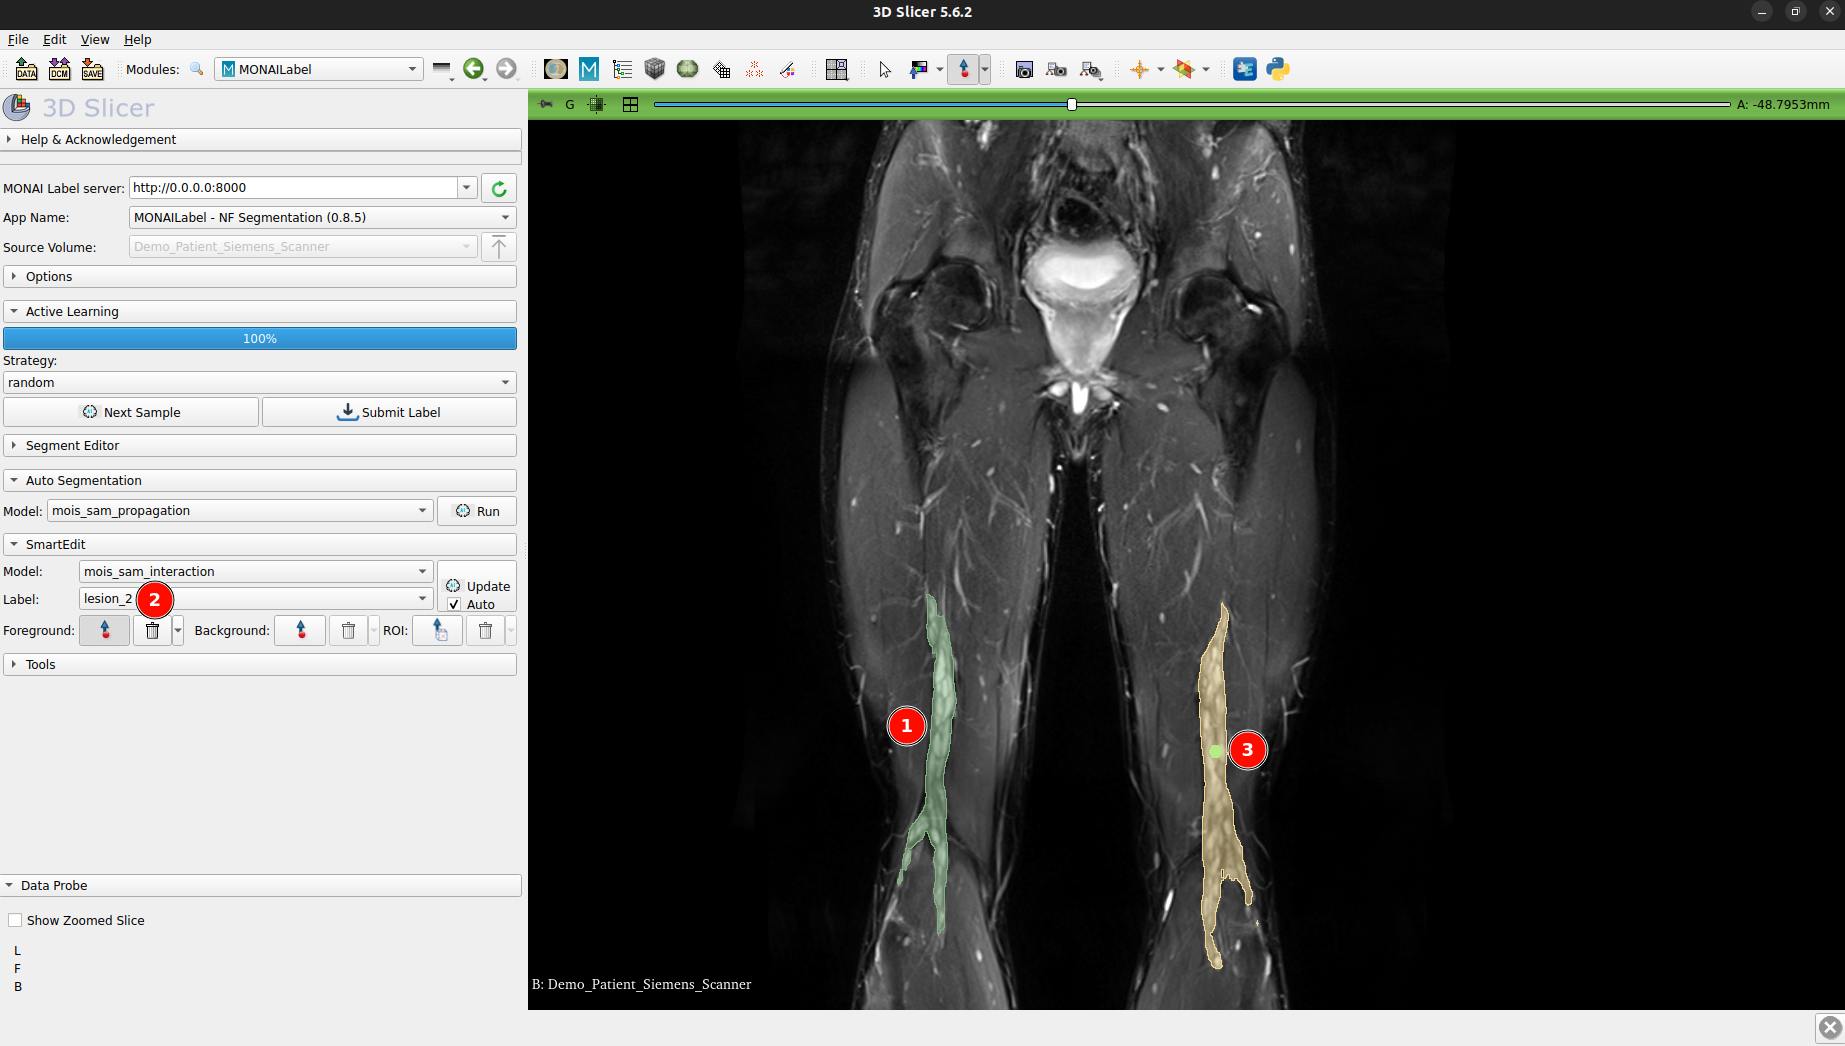 3D Slicer 5.6.2
File Edit View Help
DATA DCM SAVE Modules: MONAILabel
3D Slicer
G A: -48.7953mm
Help & Acknowledgement
MONAI Label server: http://0.0.0.0:8000
App Name: MONAILabel - NF Segmentation (0.8.5)
Source Volume: Demo_Patient_Siemens_Scanner
Options
Active Learning
100%
Strategy:
random
Next Sample Submit Label
Segment Editor
Auto Segmentation
Model: mois_sam_propagation Run
SmartEdit
Model: mois_sam_interaction Update
Label: lesion_2 2 Auto
Foreground: Background: ROI:
Tools
1
3
Data Probe
Show Zoomed Slice
L
F
B
B: Demo_Patient_Siemens_Scanner